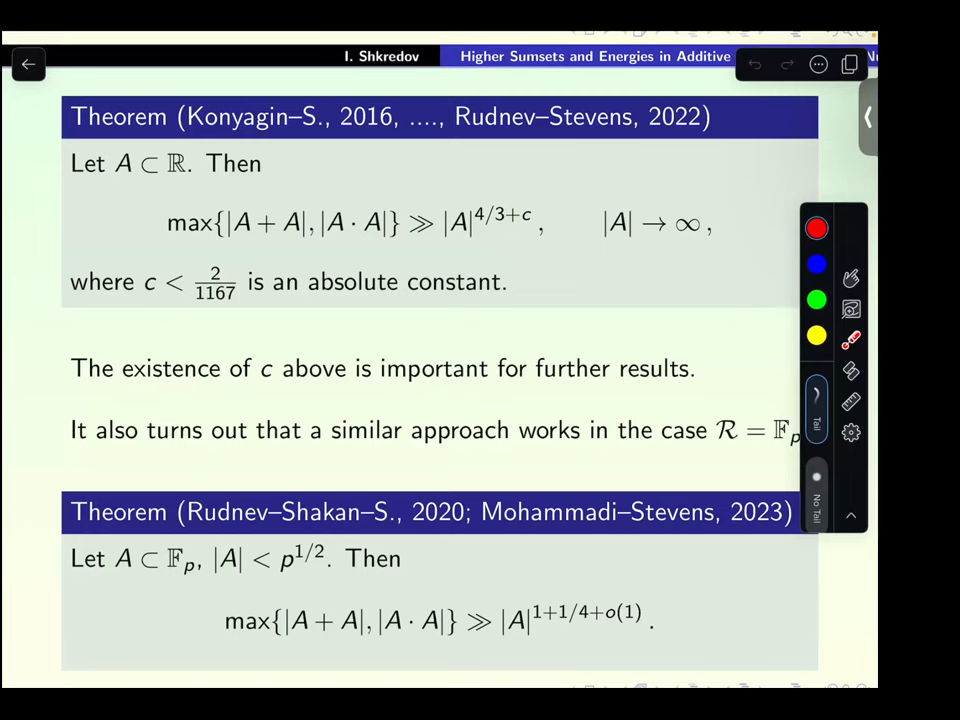 I. Shkredov Higher Sumsets and Energies in Additive
Theorem (Konyagin–S., 2016, ...., Rudnev–Stevens, 2022)
Let A ⊂ ℝ. Then
max{|A + A|, |A · A|} ≫ |A|^{4/3+c} , |A| → ∞ ,
where c < 2/1167 is an absolute constant.
The existence of c above is important for further results.
It also turns out that a similar approach works in the case ℛ = 𝔽_p
Theorem (Rudnev–Shakan–S., 2020; Mohammadi–Stevens, 2023)
Let A ⊂ 𝔽_p, |A| < p^{1/2}. Then
max{|A + A|, |A · A|} ≫ |A|^{1+1/4+o(1)} .
Tail
No Tail